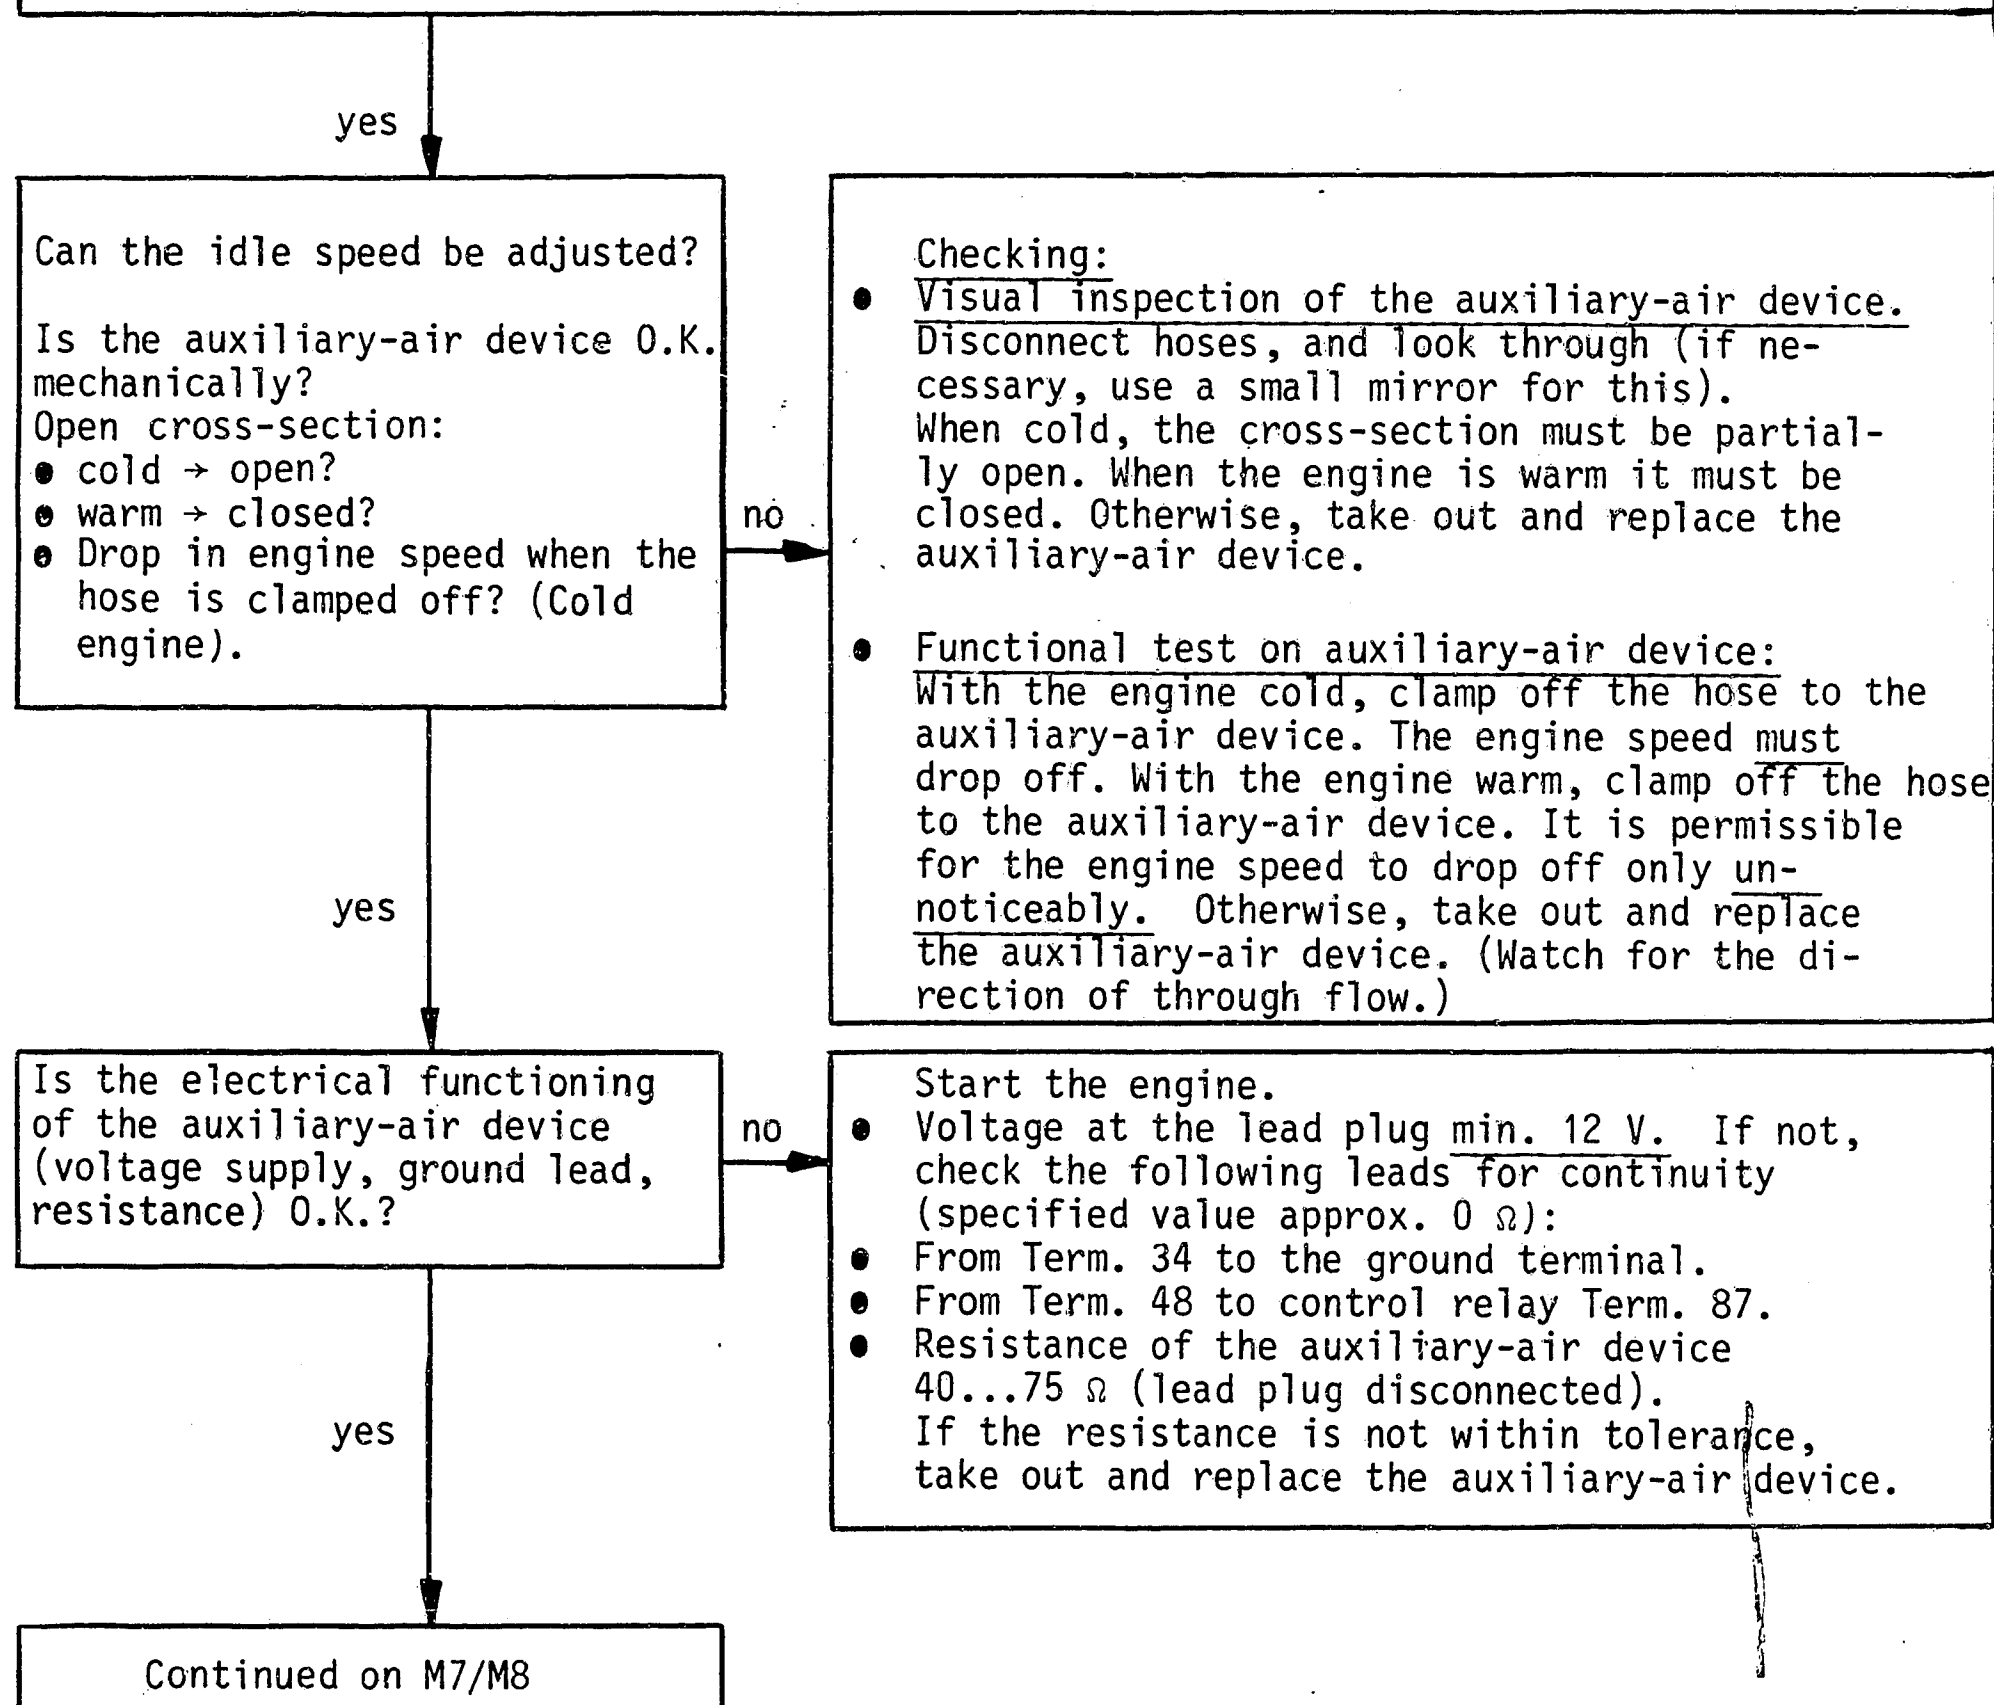 yes
Can the idle speed be adjusted?
Is the auxiliary-air device O.K.
mechanically?
Open cross-section:
● cold → open?
● warm → closed?
● Drop in engine speed when the
hose is clamped off? (Cold
engine).
no
Checking:
● Visual inspection of the auxiliary-air device.
Disconnect hoses, and look through (if ne-
cessary, use a small mirror for this).
When cold, the cross-section must be partial-
ly open. When the engine is warm it must be
closed. Otherwise, take out and replace the
auxiliary-air device.
● Functional test on auxiliary-air device:
With the engine cold, clamp off the hose to the
auxiliary-air device. The engine speed must
drop off. With the engine warm, clamp off the hose
to the auxiliary-air device. It is permissible
for the engine speed to drop off only un-
noticeably. Otherwise, take out and replace
the auxiliary-air device. (Watch for the di-
rection of through flow.)
yes
Is the electrical functioning
of the auxiliary-air device
(voltage supply, ground lead,
resistance) O.K.?
no
Start the engine.
● Voltage at the lead plug min. 12 V. If not,
check the following leads for continuity
(specified value approx. 0 Ω):
● From Term. 34 to the ground terminal.
● From Term. 48 to control relay Term. 87.
● Resistance of the auxiliary-air device
40...75 Ω (lead plug disconnected).
If the resistance is not within tolerance,
take out and replace the auxiliary-air device.
yes
Continued on M7/M8